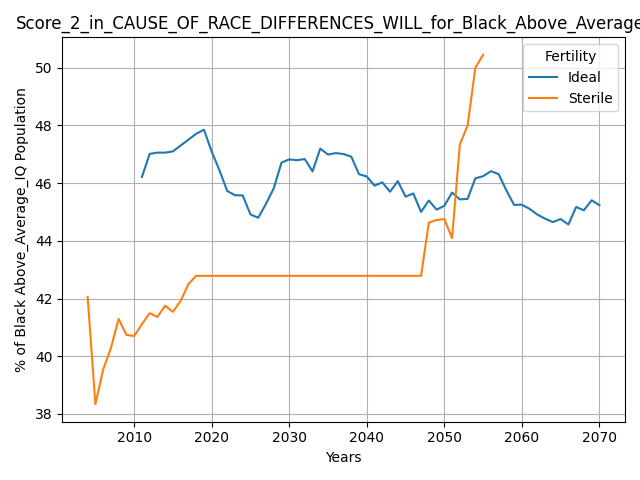 Score_2_in_CAUSE_OF_RACE_DIFFERENCES_WILL_for_Black_Above_Average
% of Black Above_Average_IQ Population
50
48
46
44
42
40
38
Fertility
Ideal
Sterile
2010 2020 2030 2040 2050 2060 2070
Years